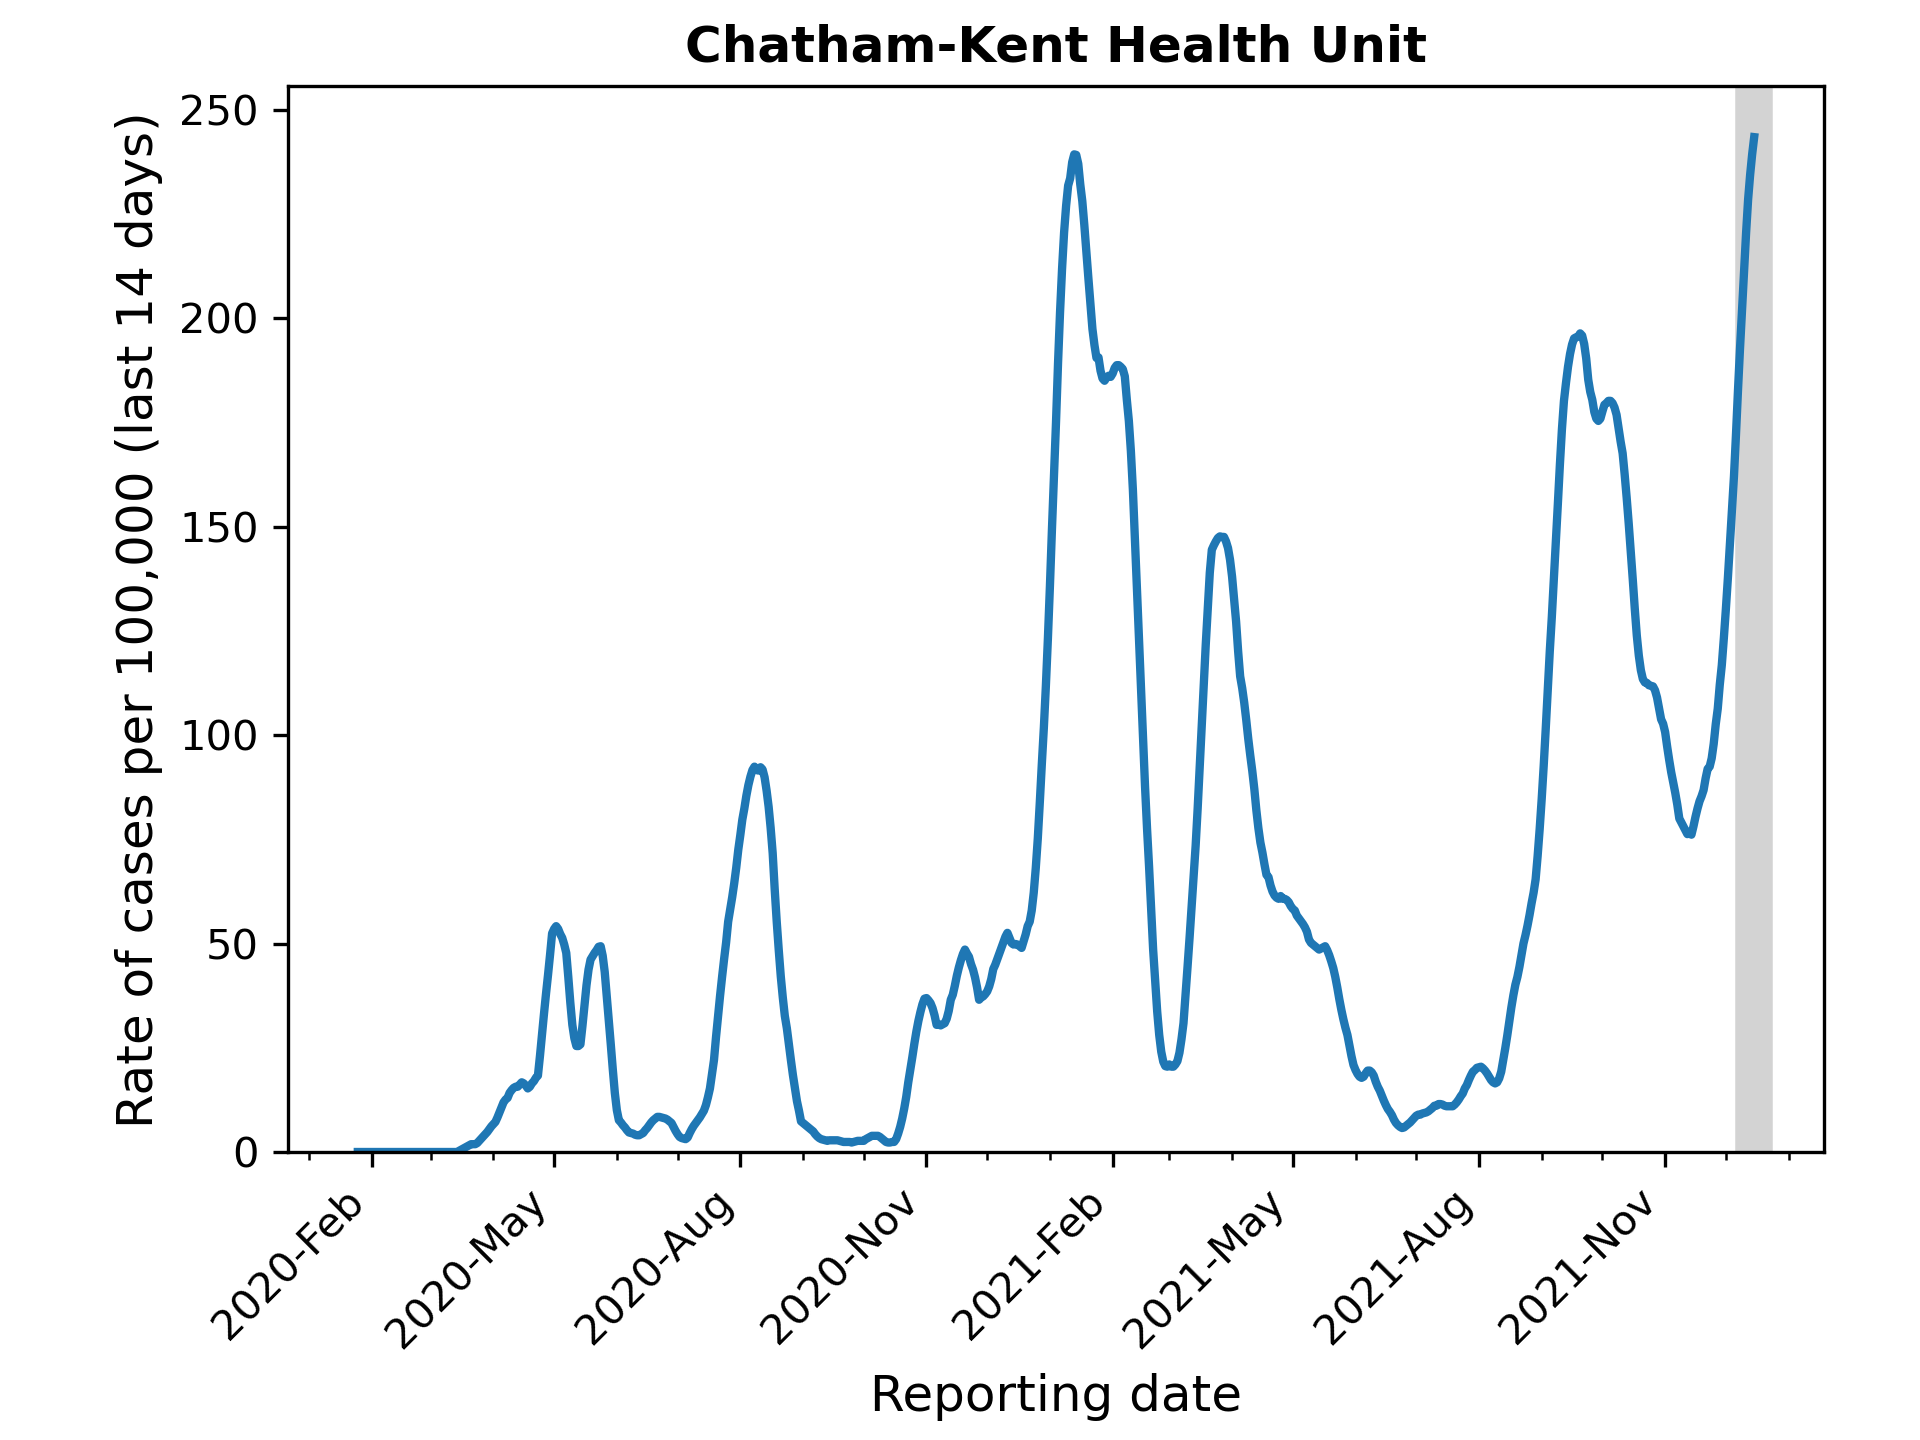 Chatham-Kent Health Unit
Rate of cases per 100,000 (last 14 days)
250
200
150
100
50
0
2020-Feb
2020-May
2020-Aug
2020-Nov
2021-Feb
2021-May
2021-Aug
2021-Nov
Reporting date